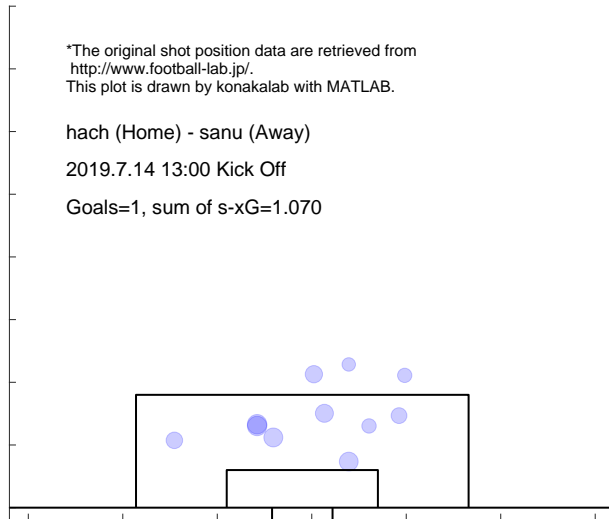 *The original shot position data are retrieved from
http://www.football-lab.jp/.
This plot is drawn by konakalab with MATLAB.
hach (Home) - sanu (Away)
2019.7.14 13:00 Kick Off
Goals=1, sum of s-xG=1.070